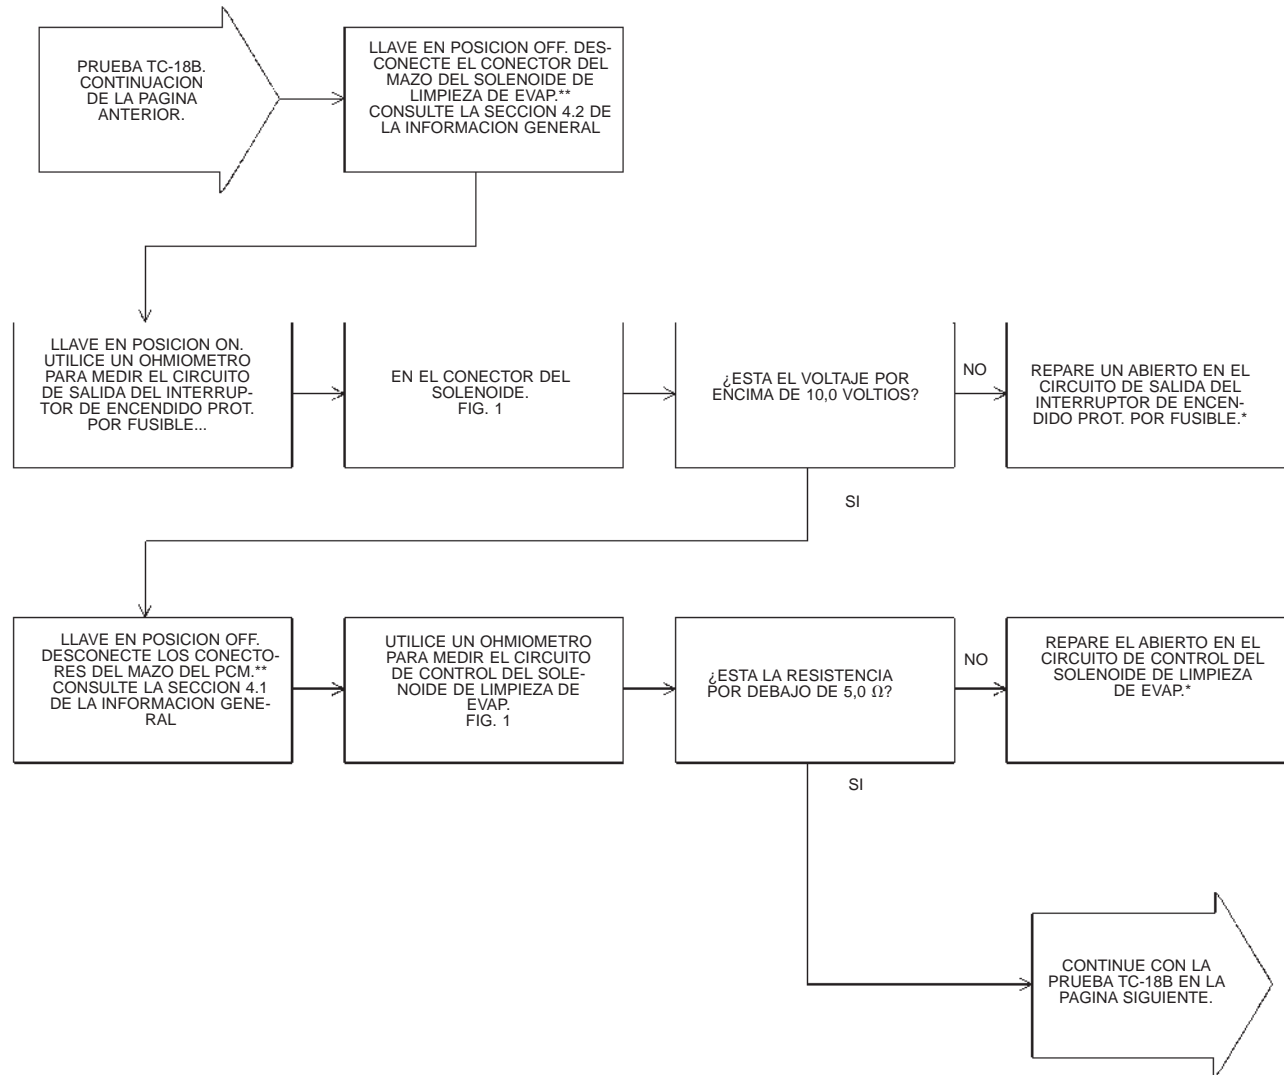 PRUEBA TC-18B.
CONTINUACION
DE LA PAGINA
ANTERIOR.
LLAVE EN POSICION OFF. DES-
CONECTE EL CONECTOR DEL
MAZO DEL SOLENOIDE DE
LIMPIEZA DE EVAP.**
CONSULTE LA SECCION 4.2 DE
LA INFORMACION GENERAL
LLAVE EN POSICION ON.
UTILICE UN OHMIOMETRO
PARA MEDIR EL CIRCUITO
DE SALIDA DEL INTERRUP-
TOR DE ENCENDIDO PROT.
POR FUSIBLE...
EN EL CONECTOR DEL
SOLENOIDE.
FIG. 1
¿ESTA EL VOLTAJE POR
ENCIMA DE 10,0 VOLTIOS?
NO
REPARE UN ABIERTO EN EL
CIRCUITO DE SALIDA DEL
INTERRUPTOR DE ENCEN-
DIDO PROT. POR FUSIBLE.*
SI
LLAVE EN POSICION OFF.
DESCONECTE LOS CONECTO-
RES DEL MAZO DEL PCM.**
CONSULTE LA SECCION 4.1
DE LA INFORMACION GENE-
RAL
UTILICE UN OHMIOMETRO
PARA MEDIR EL CIRCUITO
DE CONTROL DEL SOLE-
NOIDE DE LIMPIEZA DE
EVAP.
FIG. 1
¿ESTA LA RESISTENCIA
POR DEBAJO DE 5,0 Ω?
NO
REPARE EL ABIERTO EN EL
CIRCUITO DE CONTROL DEL
SOLENOIDE DE LIMPIEZA
DE EVAP.*
SI
CONTINUE CON LA
PRUEBA TC-18B EN LA
PAGINA SIGUIENTE.